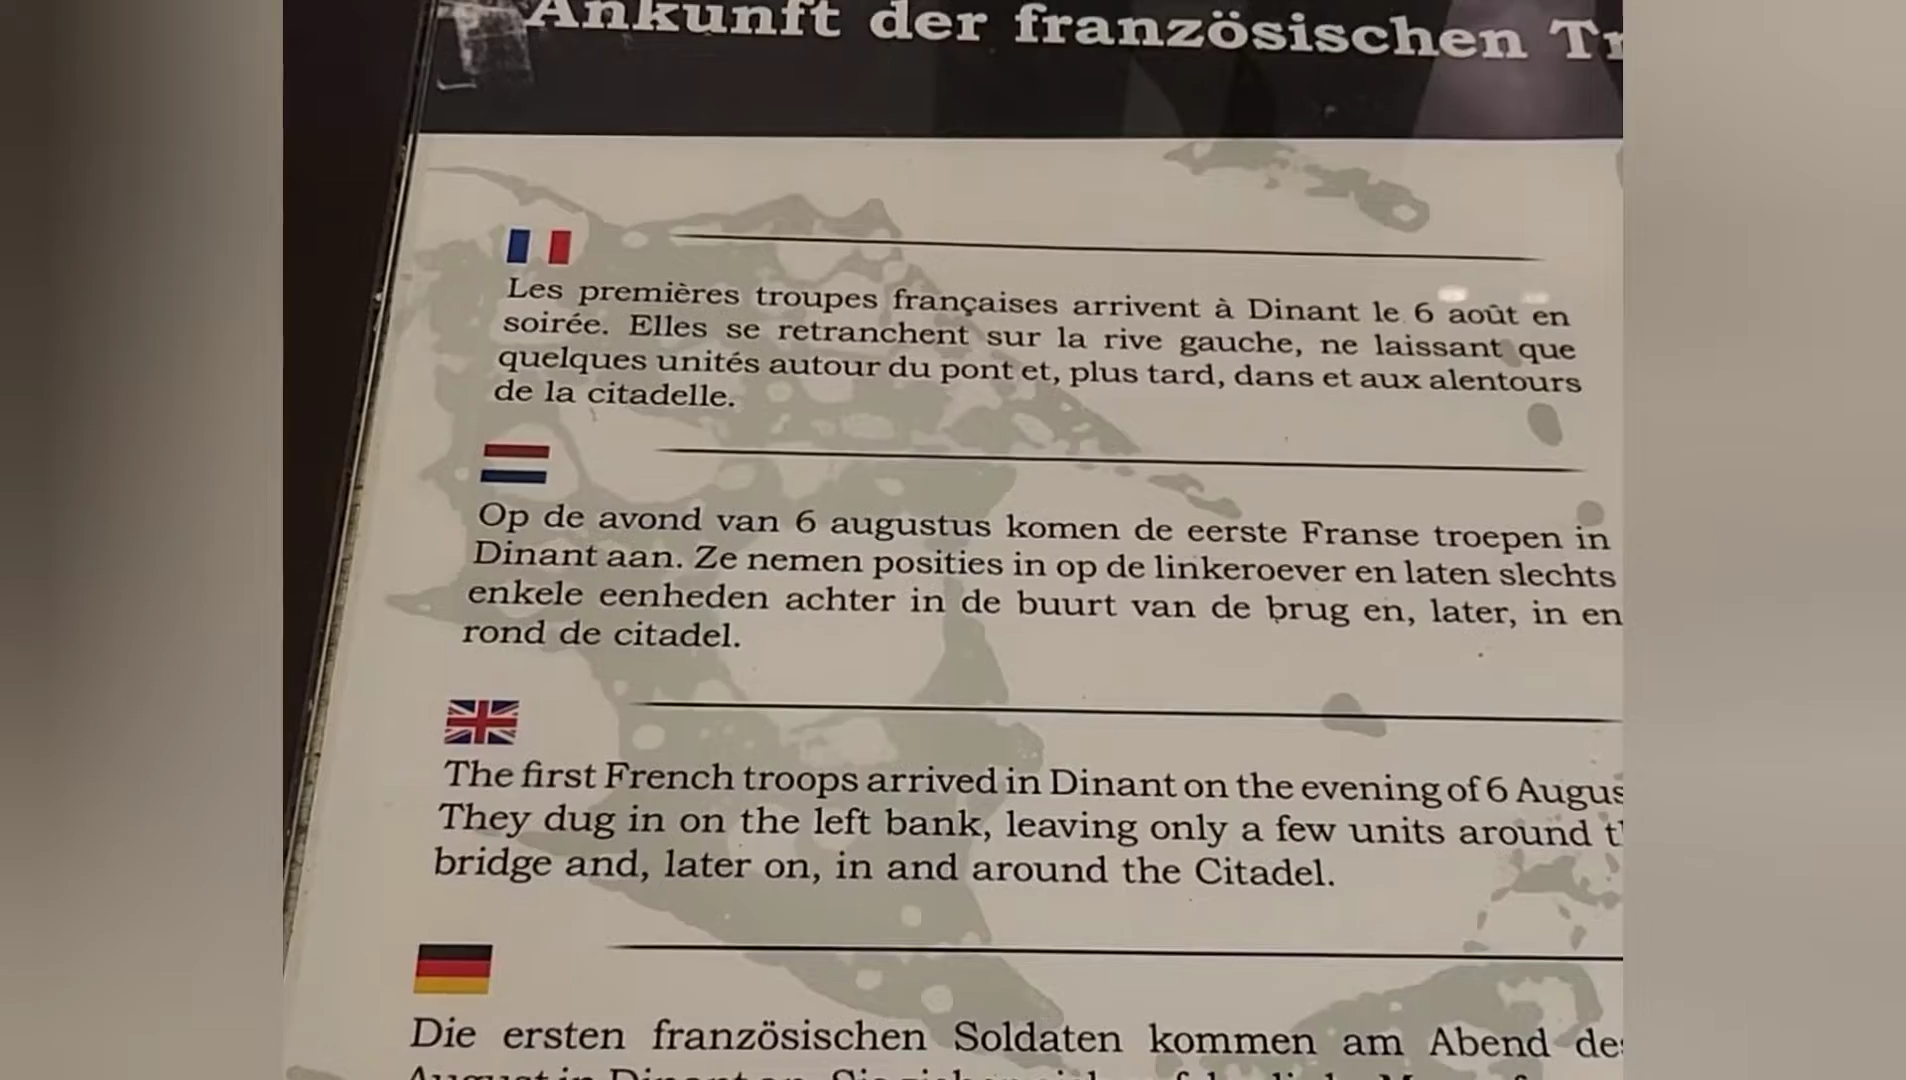 Ankunft der französischen
Les premières troupes françaises arrivent à Dinant le 6 août en
soirée. Elles se retranchent sur la rive gauche, ne laissant que
quelques unités autour du pont et, plus tard, dans et aux alentours
de la citadelle.
Op de avond van 6 augustus komen de eerste Franse troepen in
Dinant aan. Ze nemen posities in op de linkeroever en laten slechts
enkele eenheden achter in de buurt van de brug en, later, in en
rond de citadel.
The first French troops arrived in Dinant on the evening of 6 Augus
They dug in on the left bank, leaving only a few units around
bridge and, later on, in and around the Citadel.
Die ersten französischen Soldaten kommen am Abend des
August in Dinant